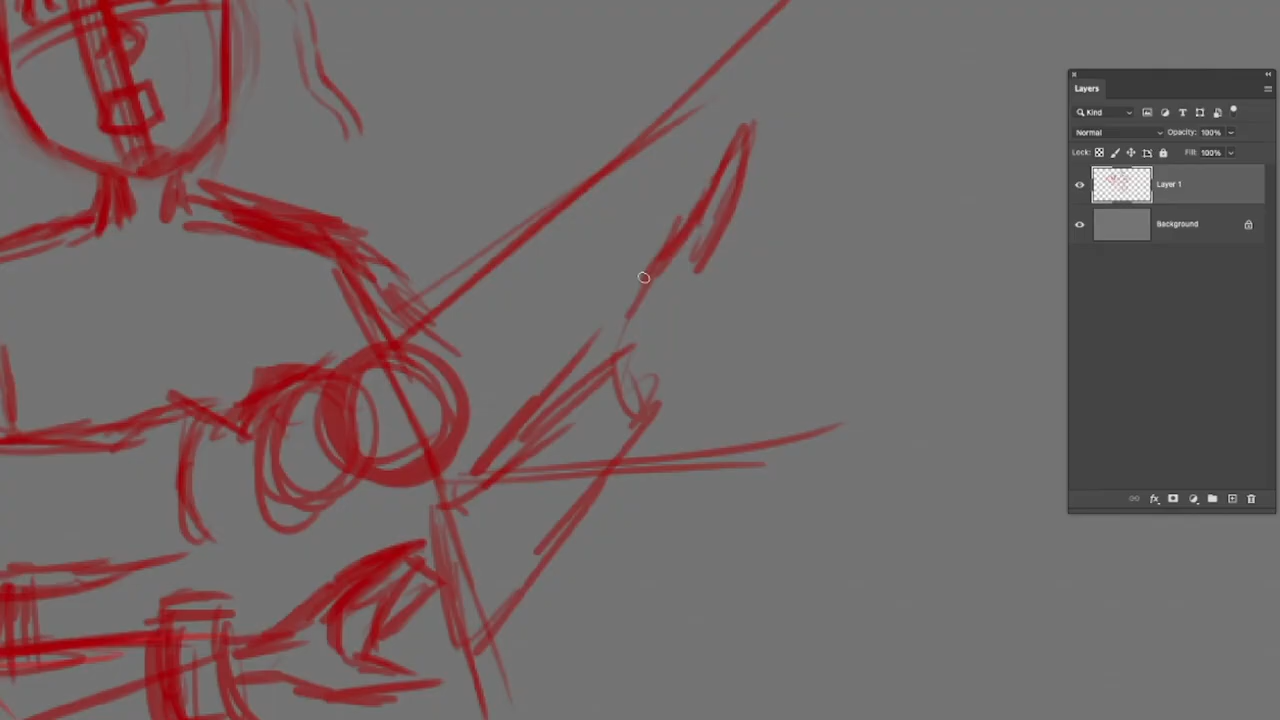 Layers
Kind
Normal Opacity: 100%
Lock: Fill: 100%
Layer 1
Background